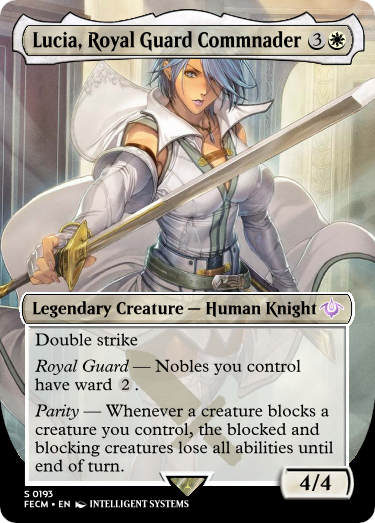 Lucia, Royal Guard Commnader 3
Legendary Creature — Human Knight
Double strike
Royal Guard — Nobles you control
have ward 2 .
Parity — Whenever a creature blocks a
creature you control, the blocked and
blocking creatures lose all abilities until
end of turn.
4/4
S 0193
FECM • EN INTELLIGENT SYSTEMS